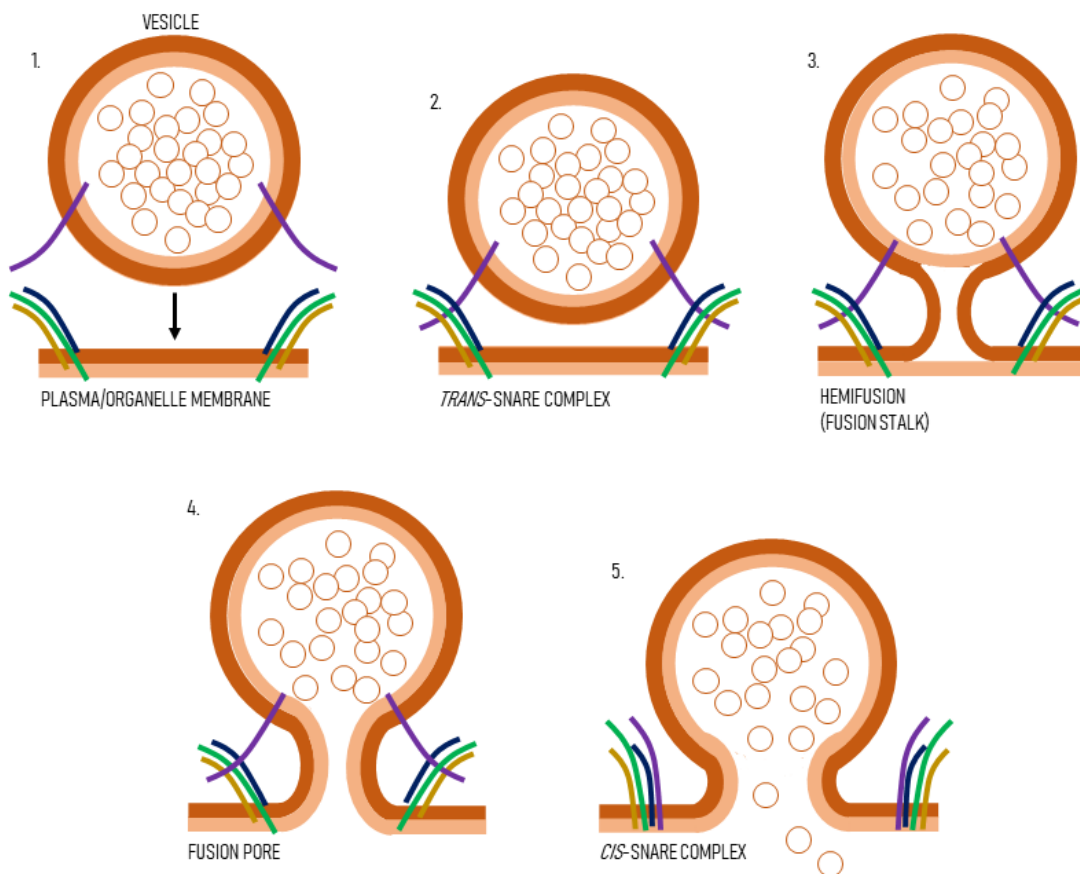 VESICLE
1.
PLASMA/ORGANELLE MEMBRANE
2.
TRANS-SNARE COMPLEX
3.
HEMIFUSION
(FUSION STALK)
4.
FUSION PORE
5.
CIS-SNARE COMPLEX